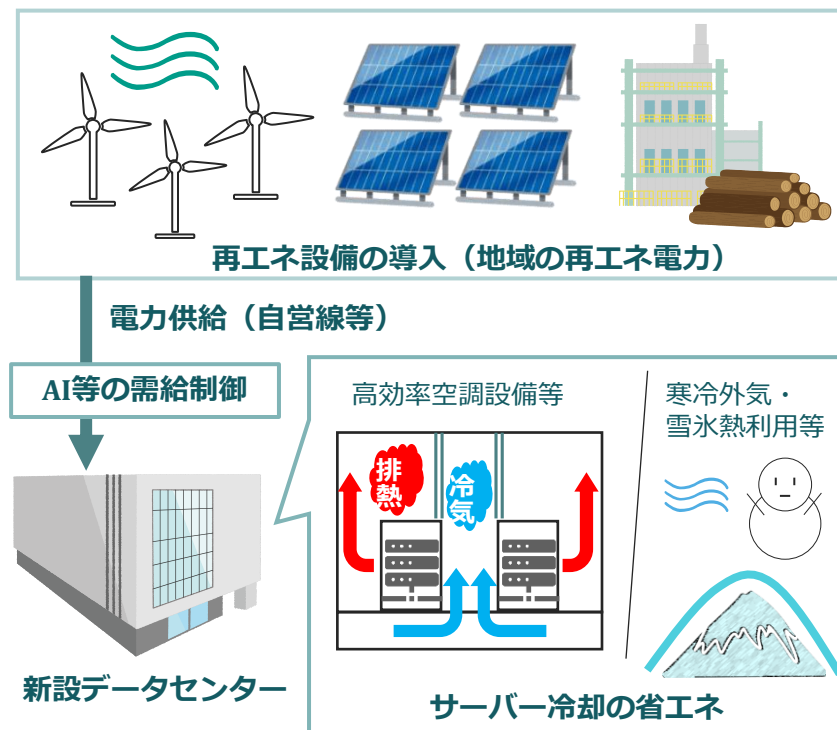 再エネ設備の導入（地域の再エネ電力）
電力供給（自営線等）
AI等の需給制御
新設データセンター
高効率空調設備等
排熱
冷気
寒冷外気・
雪氷熱利用等
サーバー冷却の省エネ